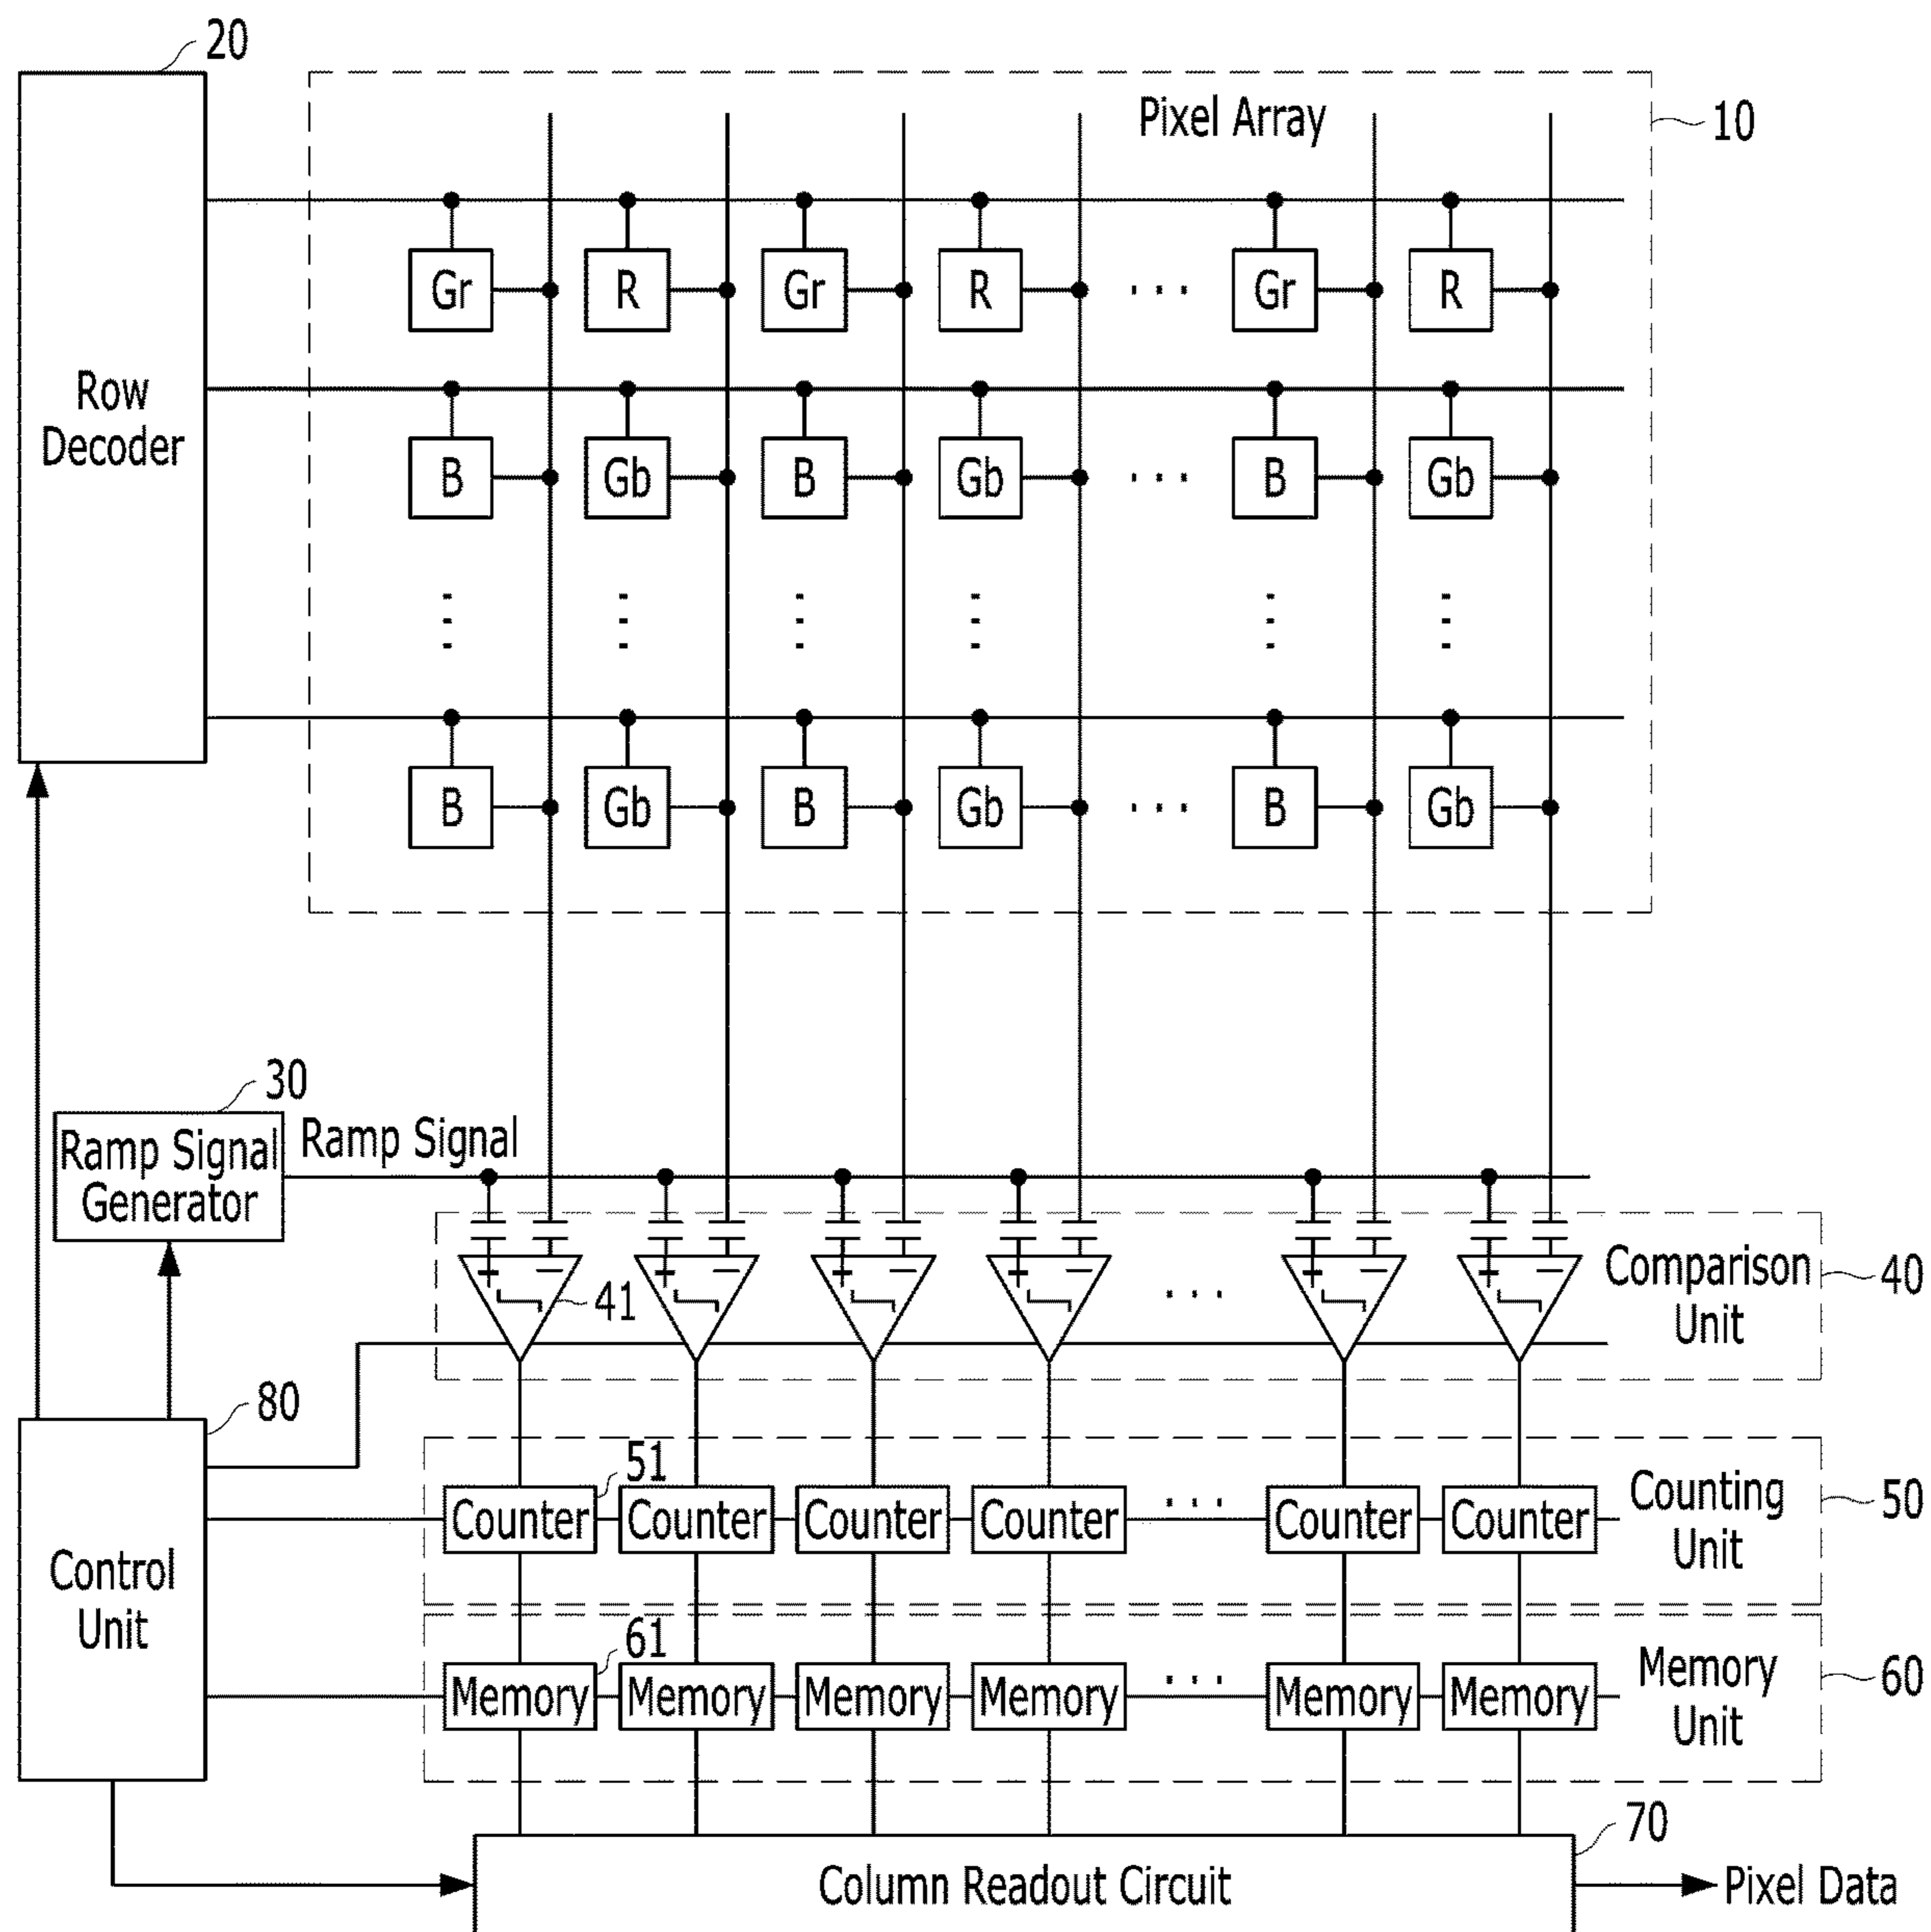 20
Pixel Array
10
Gr R Gr R ... Gr R
Row
Decoder
B Gb B Gb ... B Gb
B Gb B Gb ... B Gb
30
Ramp Signal
Generator
Ramp Signal
+ − + − + − + − + − + −
41
...
Comparison
Unit
40
80
Control
Unit
51
Counter Counter Counter Counter ... Counter Counter
Counting
Unit
50
61
Memory Memory Memory Memory ... Memory Memory
Memory
Unit
60
70
Column Readout Circuit
Pixel Data